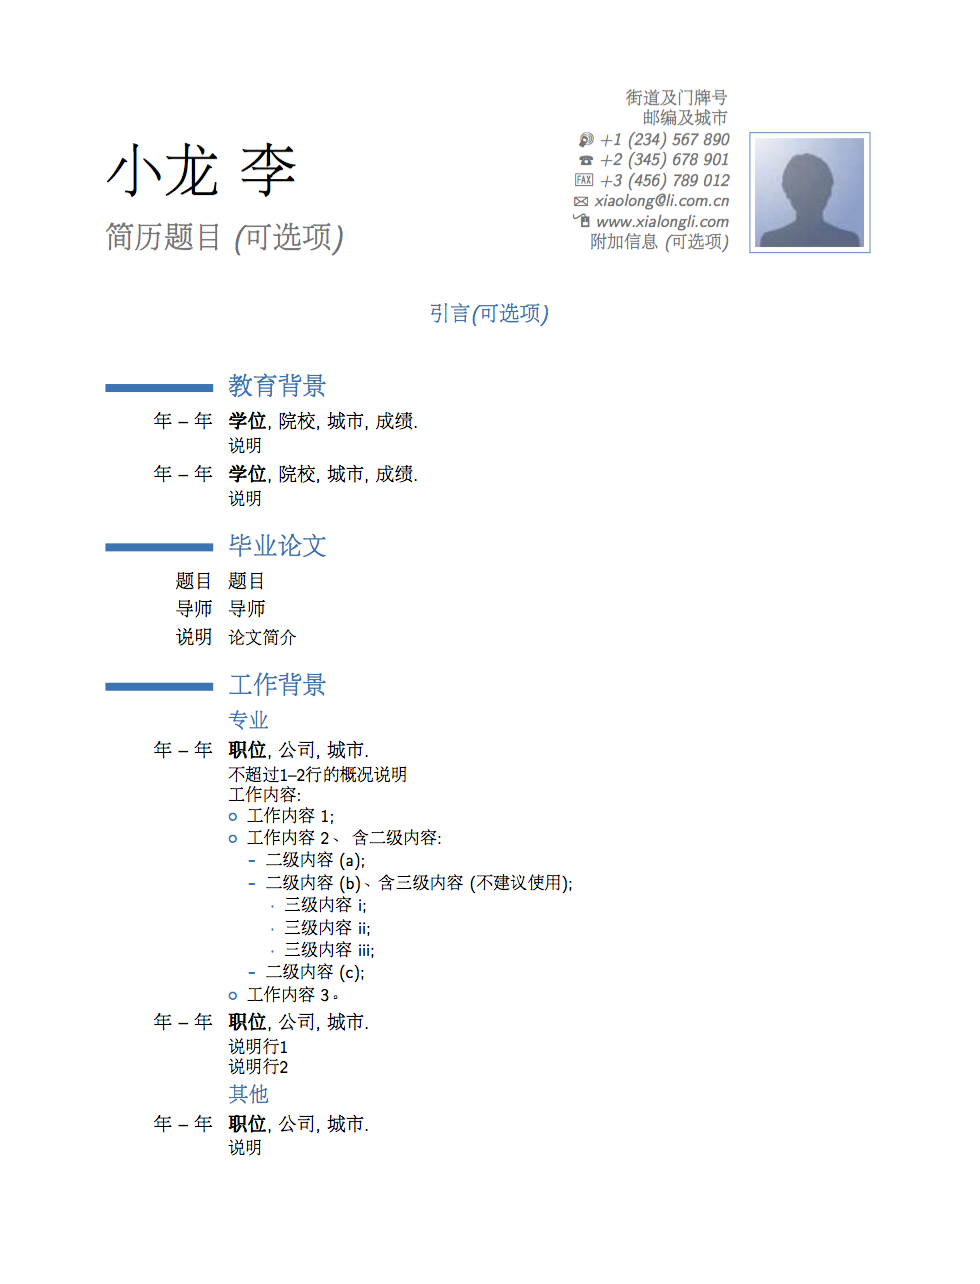 街道及门牌号
邮编及城市
+1 (234) 567 890
+2 (345) 678 901
FAX +3 (456) 789 012
xiaolong@li.com.cn
www.xialongli.com
附加信息 (可选项)
小龙 李
简历题目 (可选项)
引言(可选项)
教育背景
年 – 年 学位, 院校, 城市, 成绩.
说明
年 – 年 学位, 院校, 城市, 成绩.
说明
毕业论文
题目 题目
导师 导师
说明 论文简介
工作背景
专业
年 – 年 职位, 公司, 城市.
不超过1–2行的概况说明
工作内容:
工作内容 1;
工作内容 2、 含二级内容:
– 二级内容 (a);
– 二级内容 (b)、含三级内容 (不建议使用);
· 三级内容 i;
· 三级内容 ii;
· 三级内容 iii;
– 二级内容 (c);
工作内容 3。
年 – 年 职位, 公司, 城市.
说明行1
说明行2
其他
年 – 年 职位, 公司, 城市.
说明